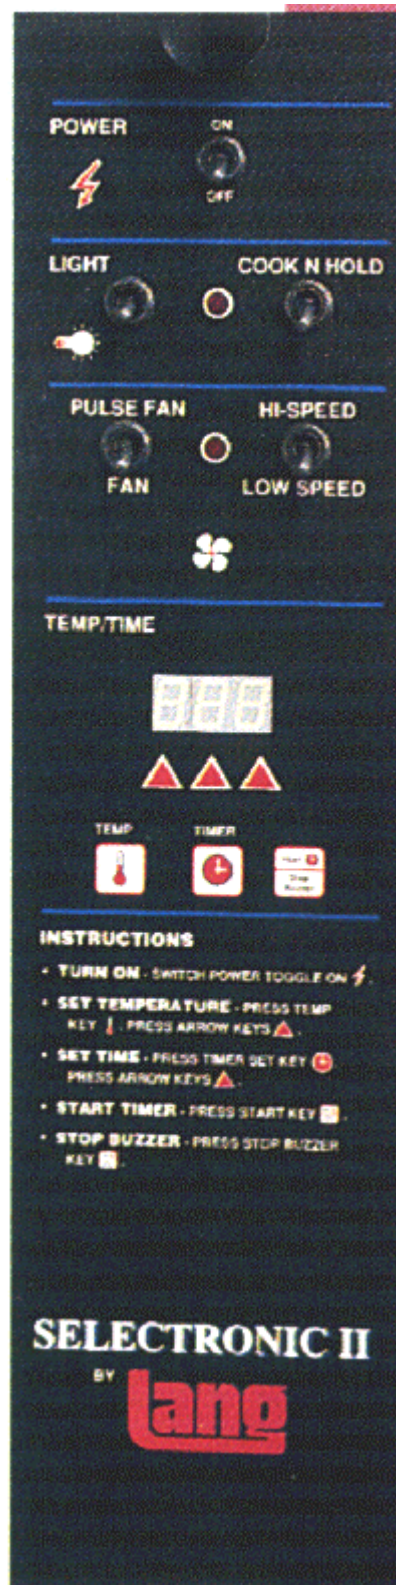 POWER
ON
OFF
LIGHT
COOK N HOLD
PULSE FAN
HI-SPEED
FAN
LOW SPEED
TEMP/TIME
TEMP
TIMER
Start
Stop
Buzzer
INSTRUCTIONS
• TURN ON - SWITCH POWER TOGGLE ON .
• SET TEMPERATURE - PRESS TEMP
KEY . PRESS ARROW KEYS .
• SET TIME - PRESS TIMER SET KEY
PRESS ARROW KEYS .
• START TIMER - PRESS START KEY .
• STOP BUZZER - PRESS STOP BUZZER
KEY .
SELECTRONIC II
BY
Lang